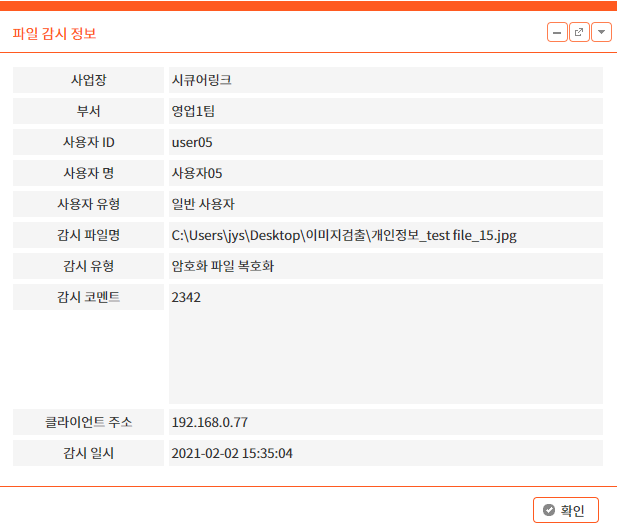 파일 감시 정보
사업장 시큐어링크
부서 영업1팀
사용자 ID user05
사용자 명 사용자05
사용자 유형 일반 사용자
감시 파일명 C:\Users\jys\Desktop\이미지검출\개인정보_test file_15.jpg
감시 유형 암호화 파일 복호화
감시 코멘트 2342
클라이언트 주소 192.168.0.77
감시 일시 2021-02-02 15:35:04
확인